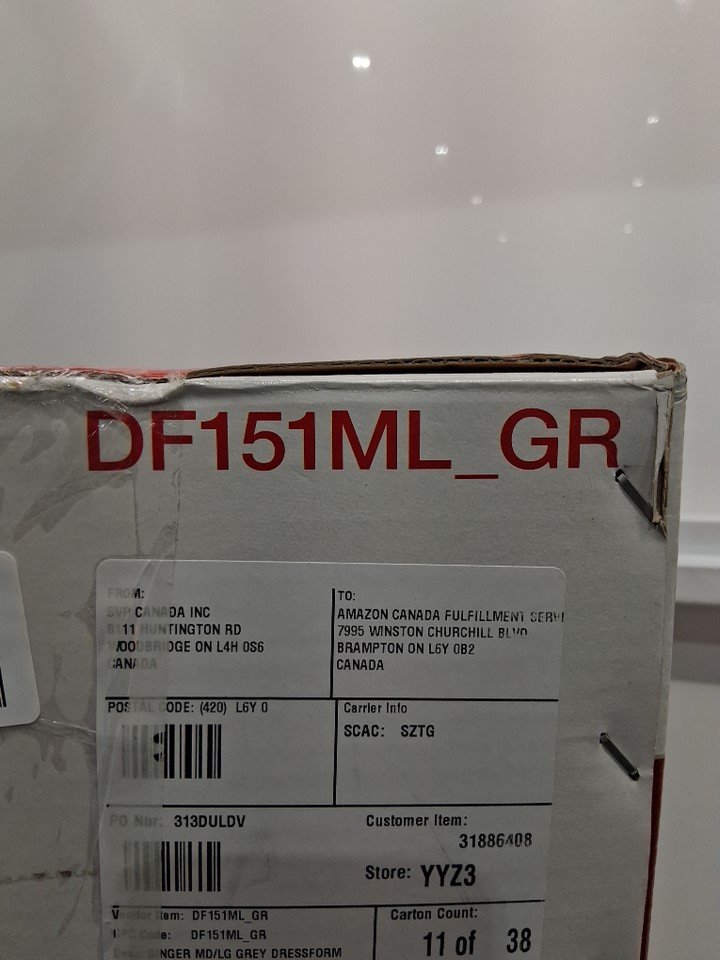 DF151ML_GR
FROM:
SVP CANADA INC
8111 HUNTINGTON RD
WOODBRIDGE ON L4H 0S6
CANADA
TO:
AMAZON CANADA FULFILLMENT SERVI
7995 WINSTON CHURCHILL BLVD
BRAMPTON ON L6Y 0B2
CANADA
POSTAL CODE: (420) L6Y 0
Carrier Info
SCAC: SZTG
PO Nbr: 313DULDV
Customer Item:
31886408
Store: YYZ3
Vendor Item: DF151ML_GR
UPC Code: DF151ML_GR
SINGER MD/LG GREY DRESSFORM
Carton Count:
11 of 38